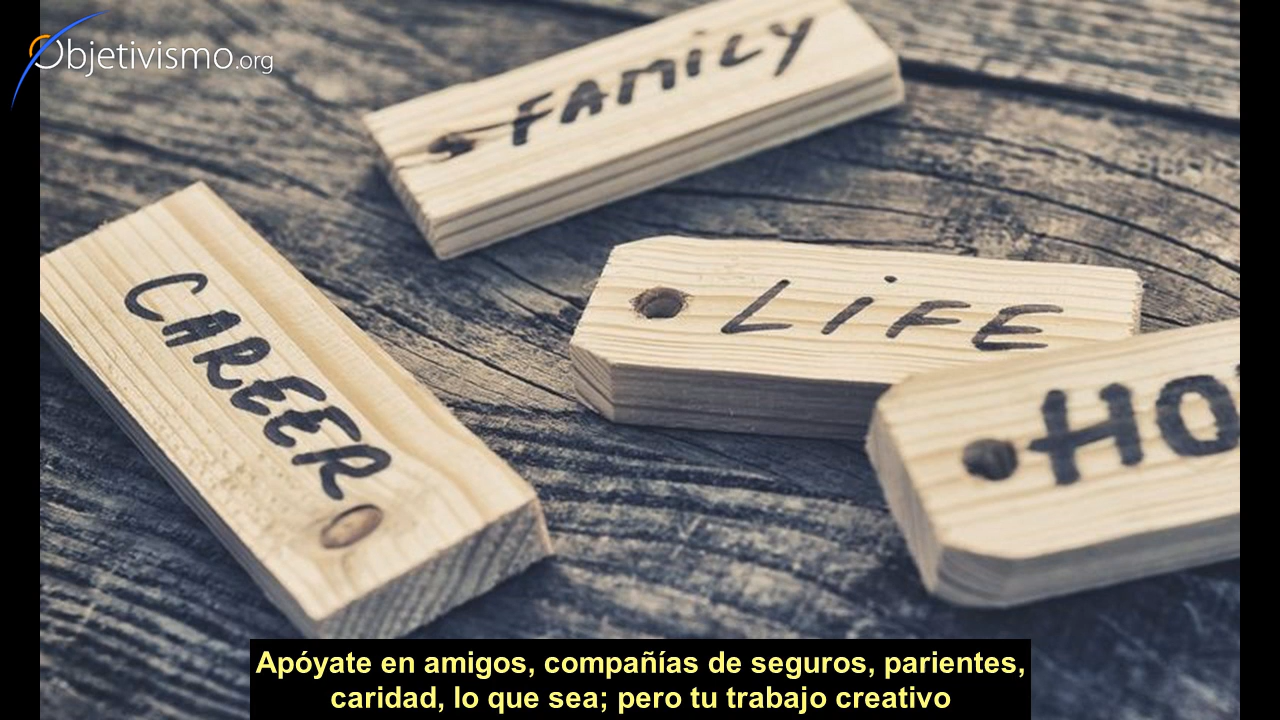 Objetivismo.org
FAMILY
LiFE
CAREER
HO
Apóyate en amigos, compañías de seguros, parientes,
caridad, lo que sea; pero tu trabajo creativo